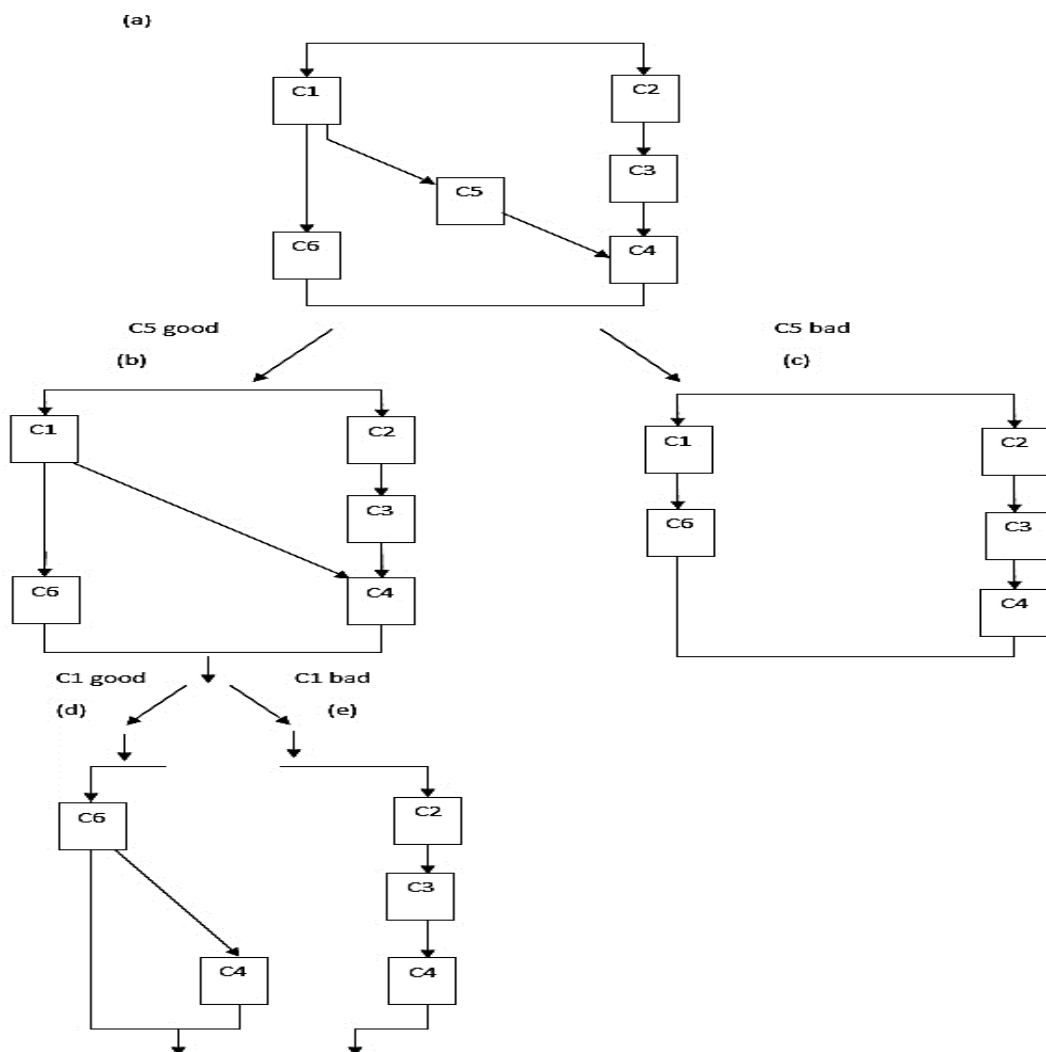 (a)
C1 C2
C3
C5
C6 C4
C5 good C5 bad
(b) (c)
C1 C2
C3
C6 C4
C1 C2
C6 C3
C4
C1 good C1 bad
(d) (e)
C6 C2
C3
C4 C4